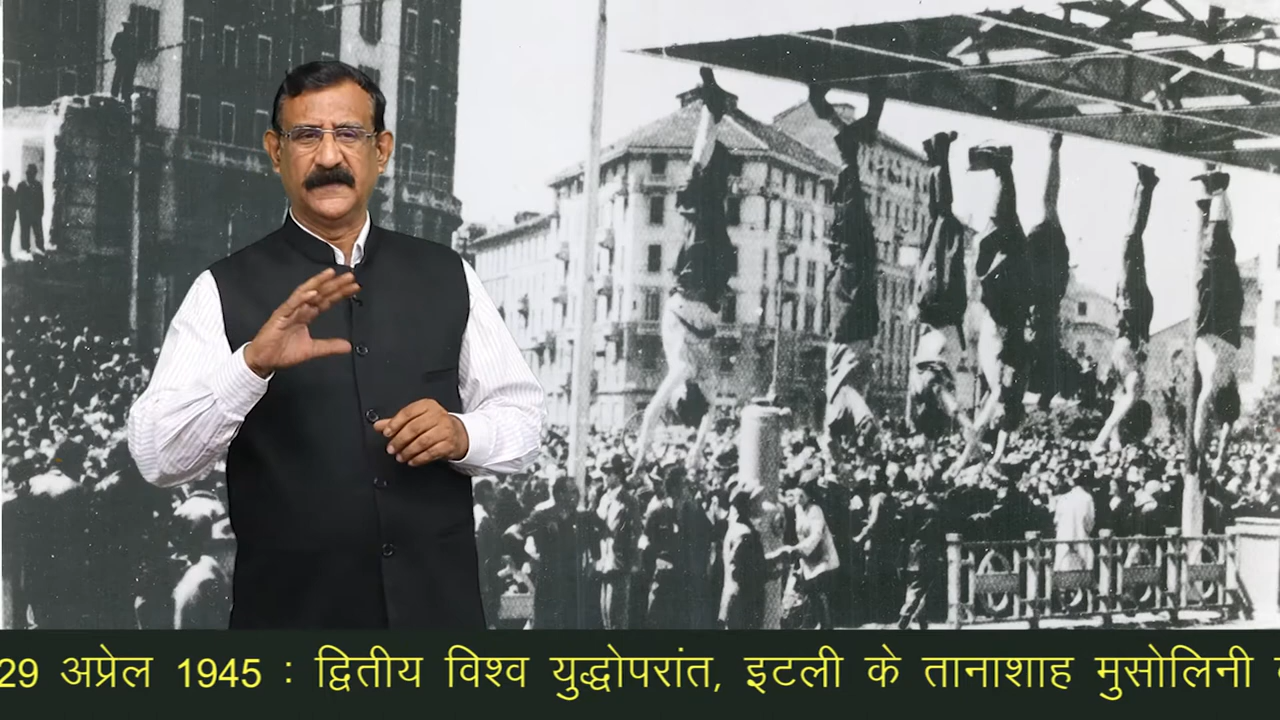 29 अप्रेल 1945 : द्वितीय विश्व युद्धोपरांत, इटली के तानाशाह मुसोलिनी